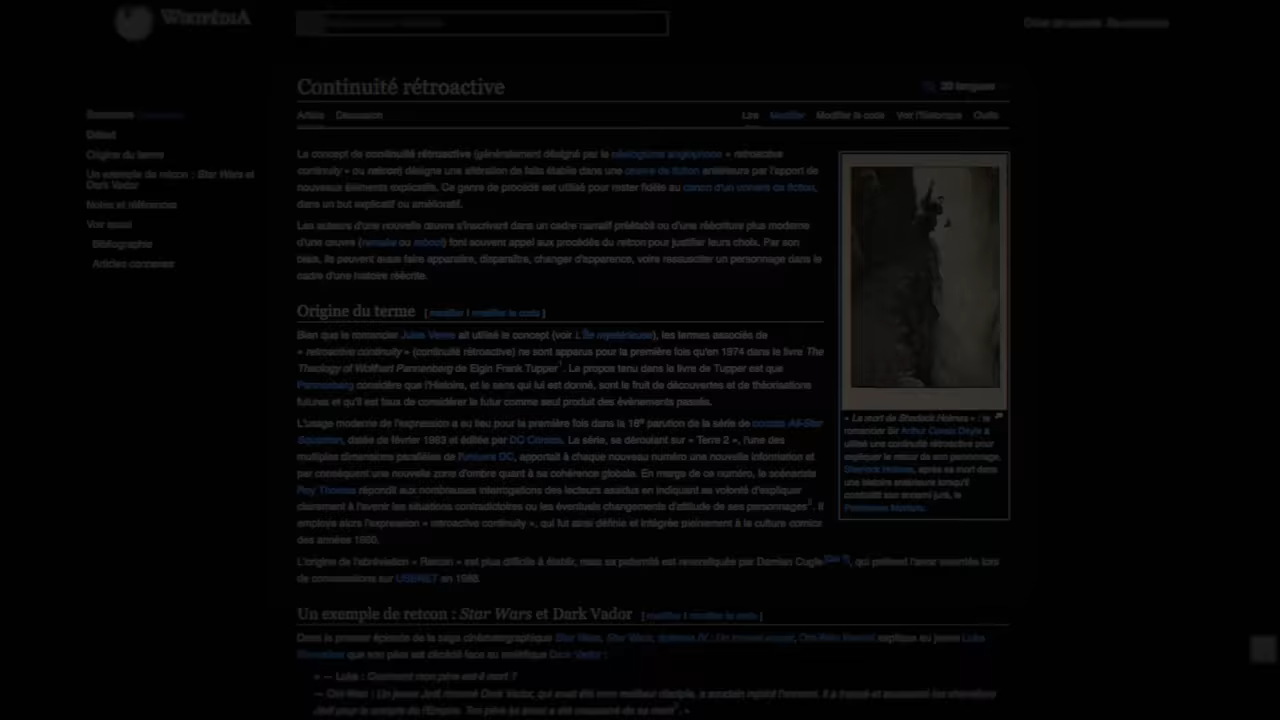 WIKIPÉDIA
Continuité rétroactive
20 langues
Article Discussion
Lire Modifier Modifier le code Voir l'historique Outils
Sommaire
Début
Origine du terme
Un exemple de retcon : Star Wars et
Dark Vador
Notes et références
Voir aussi
Bibliographie
Articles connexes
Le concept de continuité rétroactive (généralement désigné par le néologisme anglophone « retroactive
continuity » ou retcon) désigne une altération de faits établis dans une œuvre de fiction antérieure par l'apport de
nouveaux éléments explicatifs. Ce genre de procédé est utilisé pour rester fidèle au canon d'un univers de fiction,
dans un but explicatif ou amélioratif.
Les auteurs d'une nouvelle œuvre s'inscrivant dans un cadre narratif préétabli ou d'une réécriture plus moderne
d'une œuvre (remake ou reboot) font souvent appel aux procédés du retcon pour justifier leurs choix. Par son
biais, ils peuvent aussi faire apparaitre, disparaître, changer d'apparence, voire ressusciter un personnage dans le
cadre d'une histoire réécrite.
Origine du terme [ modifier | modifier le code ]
Bien que le romancier Jules Verne ait utilisé le concept (voir L'Île mystérieuse), les termes associés de
« retroactive continuity » (continuité rétroactive) ne sont apparus pour la première fois qu'en 1974 dans le livre The
Theology of Wolfhart Pannenberg de Elgin Frank Tupper1. Le propos tenu dans le livre de Tupper est que
Pannenberg considère que l'Histoire, et le sens qui lui est donné, sont le fruit de découvertes et de théorisations
futures et qu'il est faux de considérer le futur comme seul produit des évènements passés.
L'usage moderne de l'expression a eu lieu pour la première fois dans la 18e parution de la série de comics All-Star
Squadron, datée de février 1983 et éditée par DC Comics. La série, se déroulant sur « Terre 2 », l'une des
multiples dimensions parallèles de l'univers DC, apportait à chaque nouveau numéro une nouvelle information et
par conséquent une nouvelle zone d'ombre quant à sa cohérence globale. En marge de ce numéro, le scénariste
Roy Thomas répondit aux nombreuses interrogations des lecteurs assidus en indiquant sa volonté d'expliquer
clairement à l'avenir les situations contradictoires ou les éventuels changements d'attitude de ses personnages2. Il
employa alors l'expression « retroactive continuity », qui fut ainsi définie et intégrée pleinement à la culture comics
des années 1980.
L'origine de l'abréviation « Retcon » est plus difficile à établir, mais sa paternité est revendiquée par Damian Cugley, qui prétend l'avoir inventée lors
de conversations sur USENET en 1988.
« La mort de Sherlock Holmes » : le
romancier Sir Arthur Conan Doyle a
utilisé une continuité rétroactive pour
expliquer le retour de son personnage,
Sherlock Holmes, après sa mort dans
une histoire antérieure lorsqu'il
combattit son ennemi juré, le
Professeur Moriarty.
Un exemple de retcon : Star Wars et Dark Vador [ modifier | modifier le code ]
Dans le premier épisode de la saga cinématographique Star Wars, Star Wars, épisode IV : Un nouvel espoir, Obi-Wan Kenobi explique au jeune Luke
Skywalker que son père est décédé face au maléfique Dark Vador :
« — Luke : Comment mon père est-il mort ?
— Obi-Wan : Un jeune Jedi, nommé Dark Vador, qui avait été mon meilleur disciple, a soudain rejoint l'ennemi. Il a traqué et assassiné les chevaliers
Jedi pour le compte de l'Empire. Ton père lui aussi a été assassiné de sa main3. »